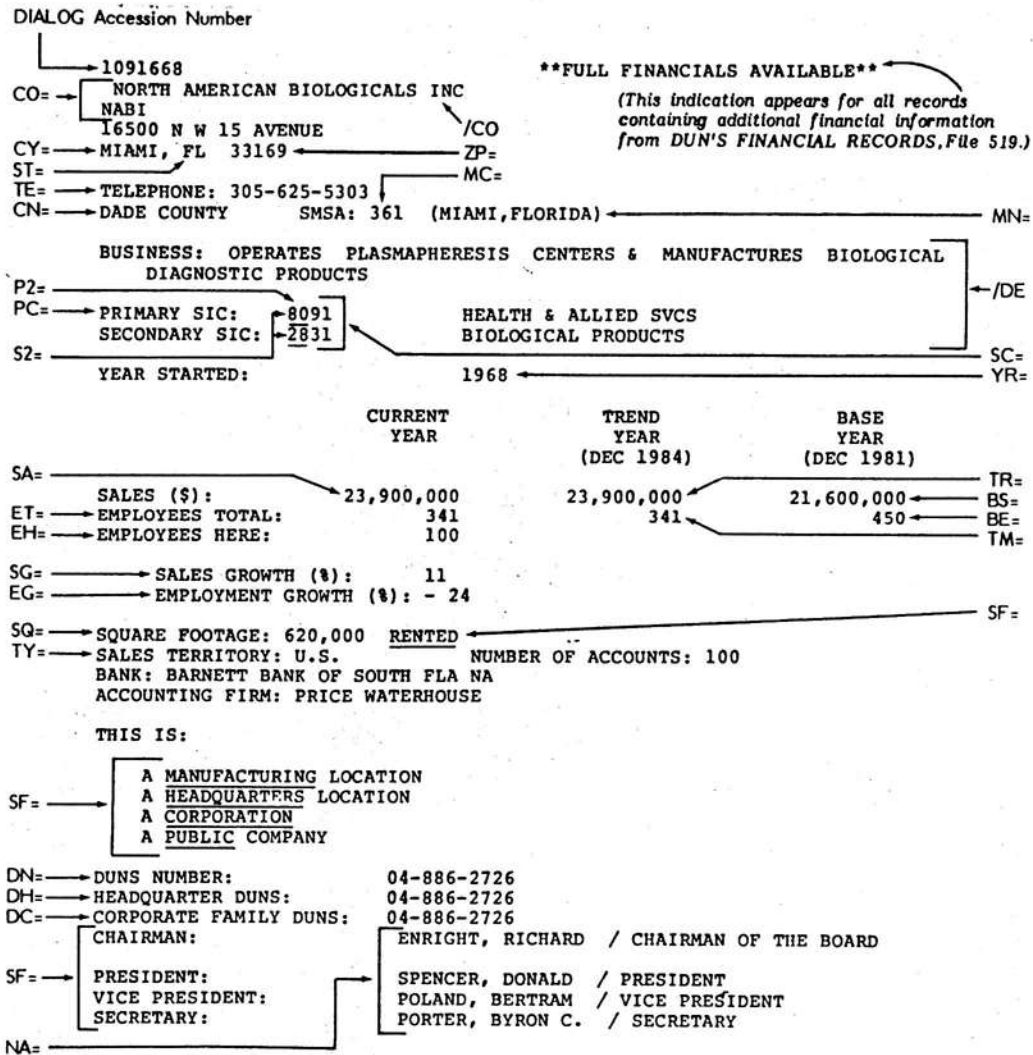 DIALOG Accession Number
1091668 **FULL FINANCIALS AVAILABLE**
CO= NORTH AMERICAN BIOLOGICALS INC
NABI
(This indication appears for all records
containing additional financial information
from DUN'S FINANCIAL RECORDS, File 519.)
16500 N W 15 AVENUE /CO
CY= MIAMI, FL 33169 ZP=
ST= MC=
TE= TELEPHONE: 305-625-5303
CN= DADE COUNTY SMSA: 361 (MIAMI,FLORIDA) MN=
BUSINESS: OPERATES PLASMAPHERESIS CENTERS & MANUFACTURES BIOLOGICAL
DIAGNOSTIC PRODUCTS
P2= /DE
PC= PRIMARY SIC: 8091 HEALTH & ALLIED SVCS
SECONDARY SIC: 2831 BIOLOGICAL PRODUCTS
S2= SC=
YEAR STARTED: 1968 YR=
CURRENT TREND BASE
YEAR YEAR YEAR
(DEC 1984) (DEC 1981)
SA= TR=
SALES ($): 23,900,000 23,900,000 21,600,000 BS=
ET= EMPLOYEES TOTAL: 341 341 450 BE=
EH= EMPLOYEES HERE: 100 TM=
SG= SALES GROWTH (%): 11
EG= EMPLOYMENT GROWTH (%): - 24
SF=
SQ= SQUARE FOOTAGE: 620,000 RENTED
TY= SALES TERRITORY: U.S. NUMBER OF ACCOUNTS: 100
BANK: BARNETT BANK OF SOUTH FLA NA
ACCOUNTING FIRM: PRICE WATERHOUSE
THIS IS:
A MANUFACTURING LOCATION
SF= A HEADQUARTERS LOCATION
A CORPORATION
A PUBLIC COMPANY
DN= DUNS NUMBER: 04-886-2726
DH= HEADQUARTER DUNS: 04-886-2726
DC= CORPORATE FAMILY DUNS: 04-886-2726
CHAIRMAN: ENRIGHT, RICHARD / CHAIRMAN OF THE BOARD
SF= PRESIDENT: SPENCER, DONALD / PRESIDENT
VICE PRESIDENT: POLAND, BERTRAM / VICE PRESIDENT
SECRETARY: PORTER, BYRON C. / SECRETARY
NA=